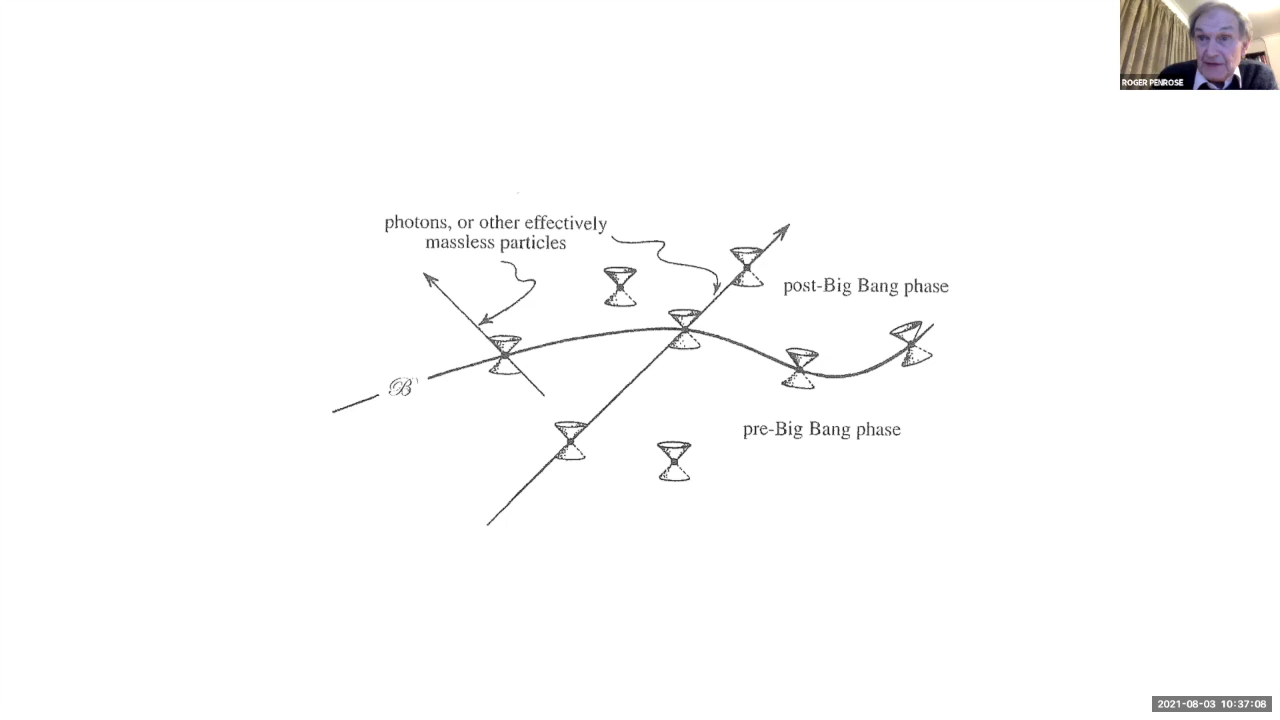 ROGER PENROSE
photons, or other effectively
massless particles
post-Big Bang phase
ℬ
pre-Big Bang phase
2021-08-03 10:37:08